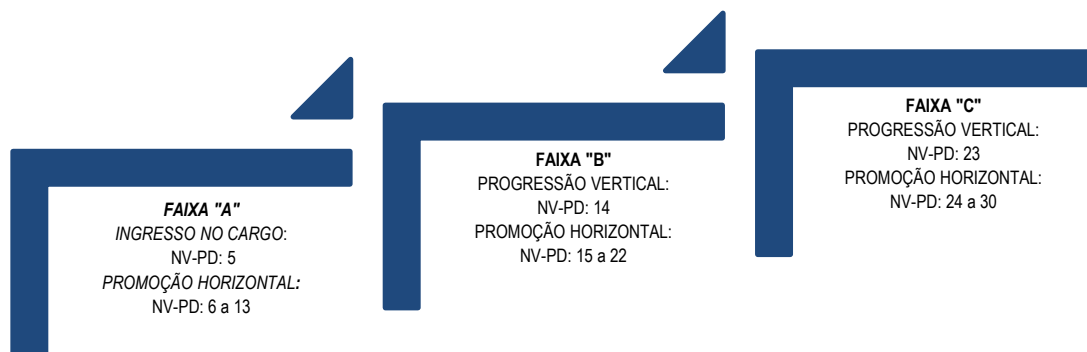 FAIXA "A"
INGRESSO NO CARGO:
NV-PD: 5
PROMOÇÃO HORIZONTAL:
NV-PD: 6 a 13
FAIXA "B"
PROGRESSÃO VERTICAL:
NV-PD: 14
PROMOÇÃO HORIZONTAL:
NV-PD: 15 a 22
FAIXA "C"
PROGRESSÃO VERTICAL:
NV-PD: 23
PROMOÇÃO HORIZONTAL:
NV-PD: 24 a 30